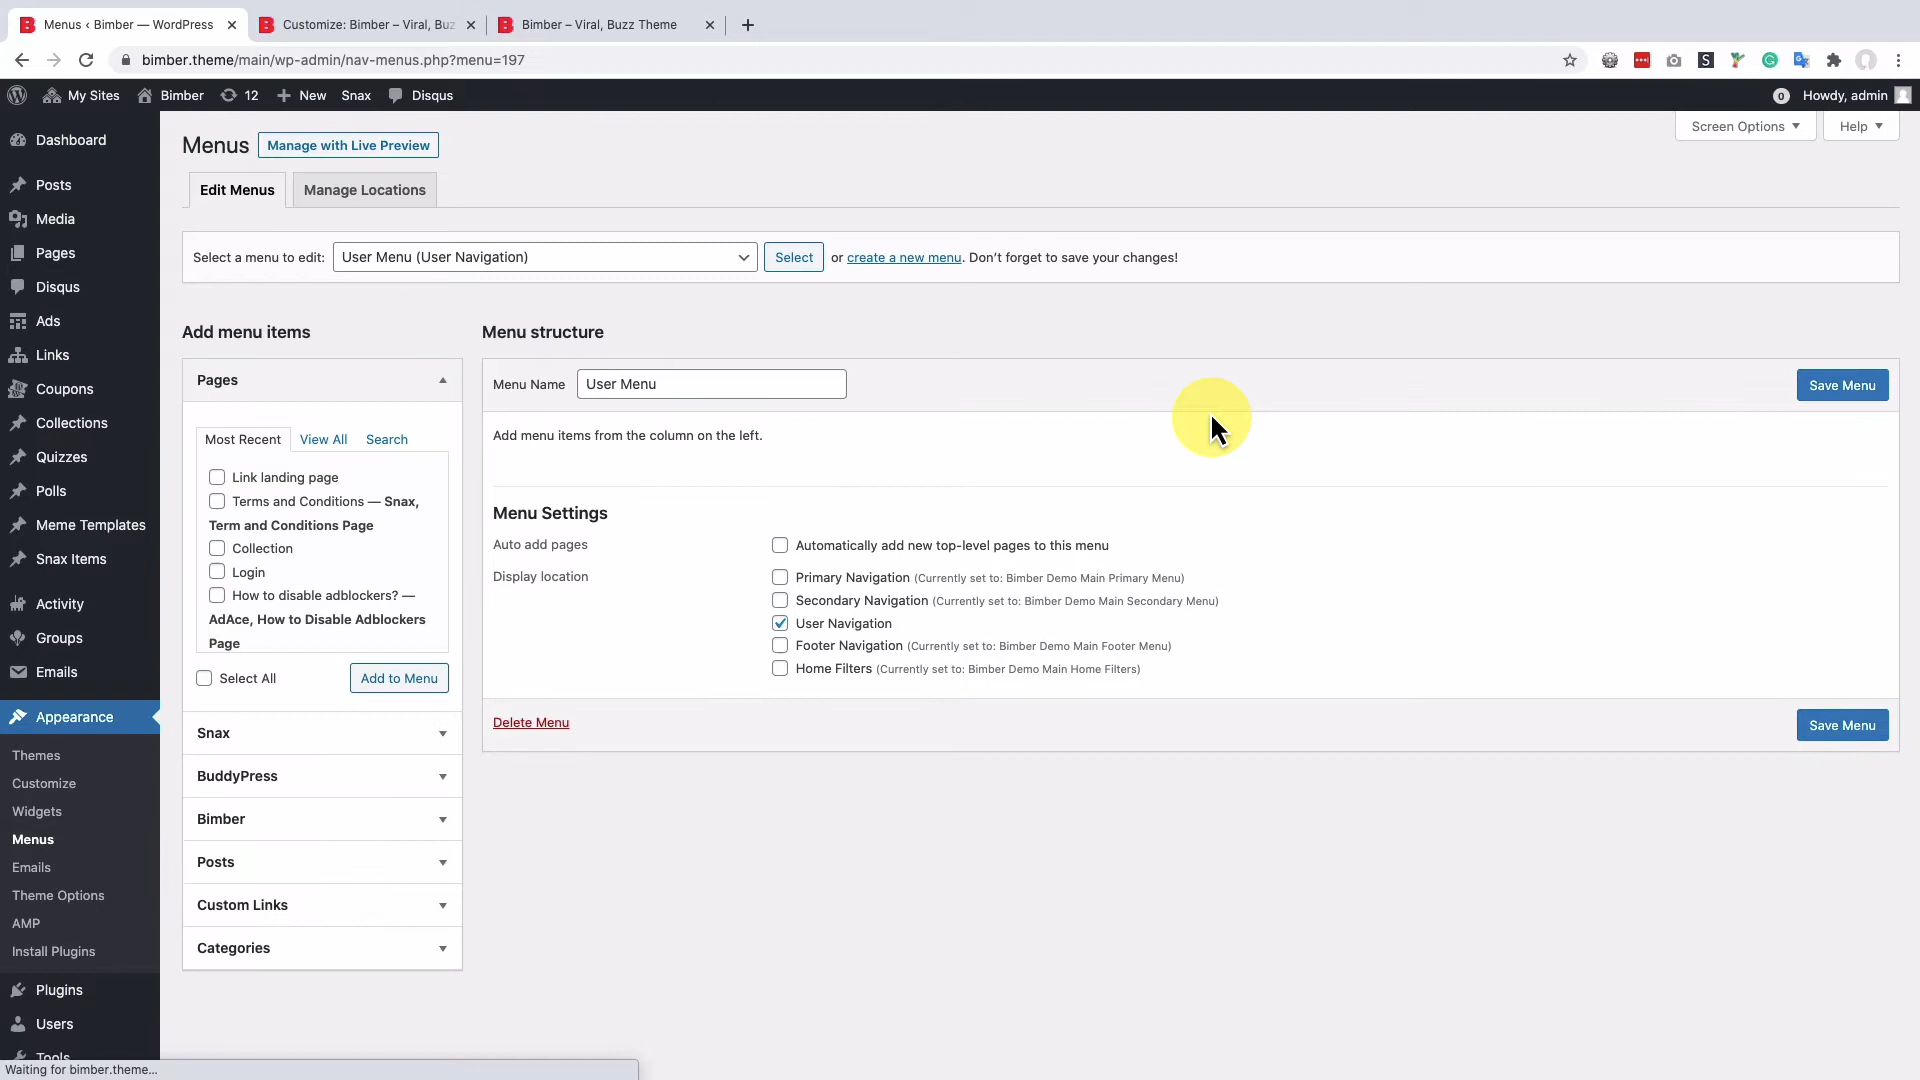 Menus ‹ Bimber — WordPress
Customize: Bimber – Viral, Buz
Bimber – Viral, Buzz Theme
bimber.theme/main/wp-admin/nav-menus.php?menu=197
My Sites
Bimber
12
New
Snax
Disqus
0
Howdy, admin
Dashboard
Posts
Media
Pages
Disqus
Ads
Links
Coupons
Collections
Quizzes
Polls
Meme Templates
Snax Items
Activity
Groups
Emails
Appearance
Themes
Customize
Widgets
Menus
Emails
Theme Options
AMP
Install Plugins
Plugins
Users
Tools
Waiting for bimber.theme...
Screen Options
Help
Menus
Manage with Live Preview
Edit Menus
Manage Locations
Select a menu to edit:
User Menu (User Navigation)
Select
or create a new menu. Don’t forget to save your changes!
Add menu items
Pages
Most Recent
View All
Search
Link landing page
Terms and Conditions — Snax,
Term and Conditions Page
Collection
Login
How to disable adblockers? —
AdAce, How to Disable Adblockers
Page
Select All
Add to Menu
Snax
BuddyPress
Bimber
Posts
Custom Links
Categories
Menu structure
Menu Name
User Menu
Save Menu
Add menu items from the column on the left.
Menu Settings
Auto add pages
Automatically add new top-level pages to this menu
Display location
Primary Navigation (Currently set to: Bimber Demo Main Primary Menu)
Secondary Navigation (Currently set to: Bimber Demo Main Secondary Menu)
User Navigation
Footer Navigation (Currently set to: Bimber Demo Main Footer Menu)
Home Filters (Currently set to: Bimber Demo Main Home Filters)
Delete Menu
Save Menu